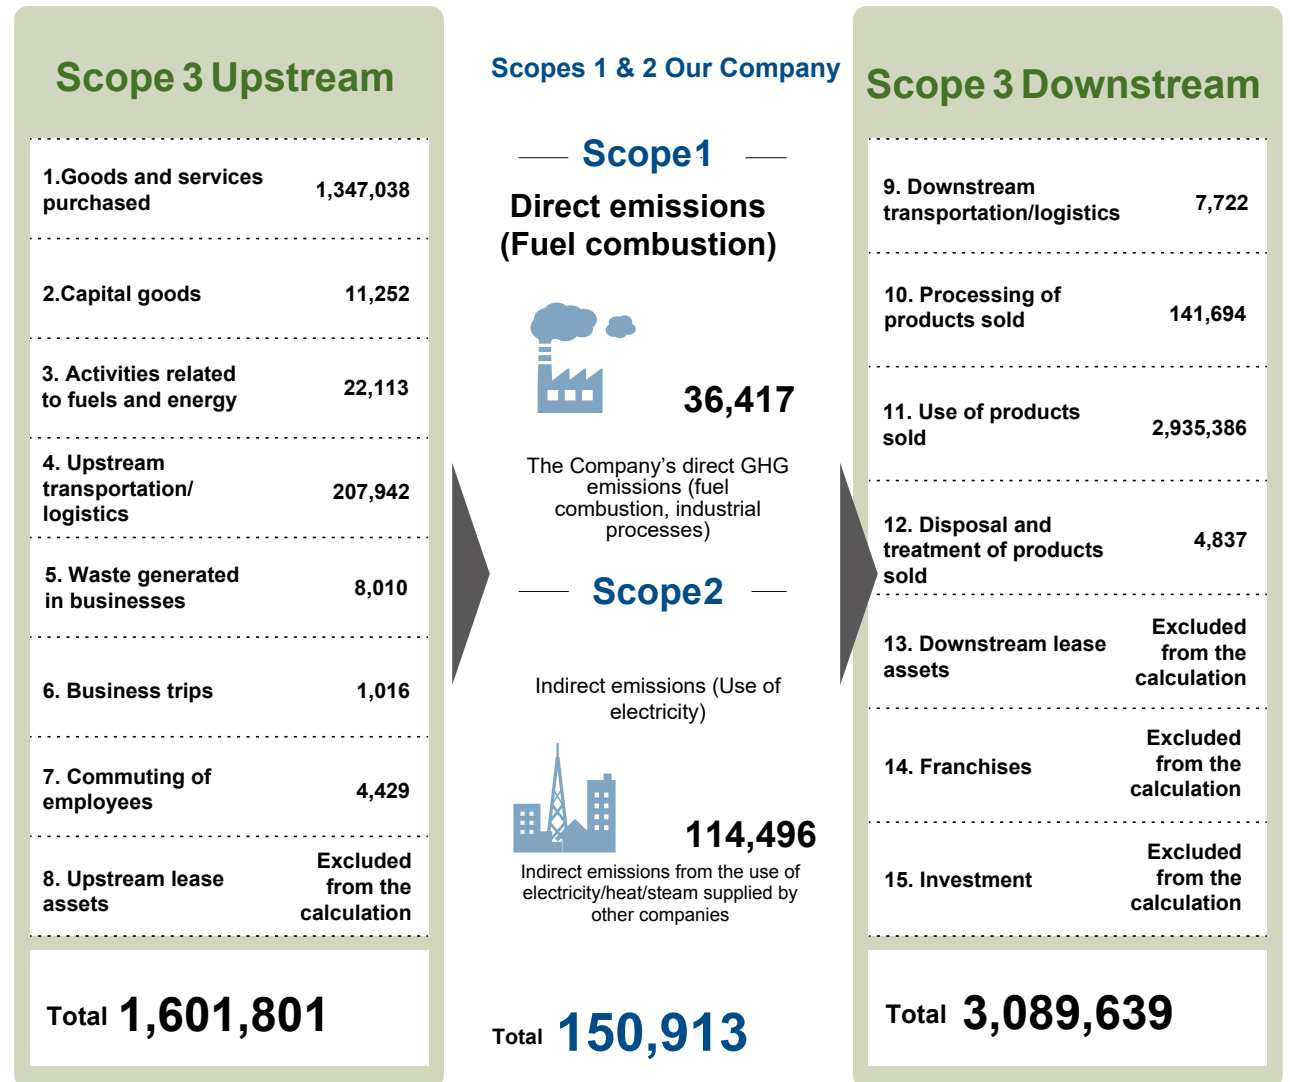 Scope 3 Upstream
1.Goods and services
purchased
1,347,038
2.Capital goods
11,252
3. Activities related
to fuels and energy
22,113
4. Upstream
transportation/
logistics
207,942
5. Waste generated
in businesses
8,010
6. Business trips
1,016
7. Commuting of
employees
4,429
8. Upstream lease
assets
Excluded
from the
calculation
Total 1,601,801
Scopes 1 & 2 Our Company
Scope1
Direct emissions
(Fuel combustion)
36,417
The Company’s direct GHG
emissions (fuel
combustion, industrial
processes)
Scope2
Indirect emissions (Use of
electricity)
114,496
Indirect emissions from the use of
electricity/heat/steam supplied by
other companies
Total 150,913
Scope 3 Downstream
9. Downstream
transportation/logistics
7,722
10. Processing of
products sold
141,694
11. Use of products
sold
2,935,386
12. Disposal and
treatment of products
sold
4,837
13. Downstream lease
assets
Excluded
from the
calculation
14. Franchises
Excluded
from the
calculation
15. Investment
Excluded
from the
calculation
Total 3,089,639